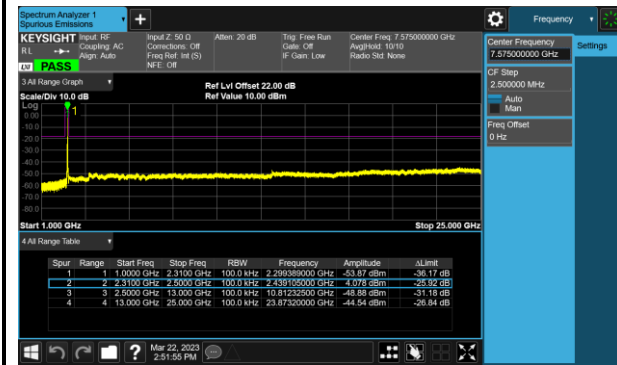 Spectrum Analyzer 1
Spurious Emissions
Frequency
KEYSIGHT Input: RF Input Z: 50 Ω Atten: 20 dB Trig: Free Run Center Freq: 7.575000000 GHz
RL Coupling: AC Corrections: Off Gate: Off Avg|Hold: 10/10
Align: Auto Freq Ref: Int (S) IF Gain: Low Radio Std: None
NFE: Off
PASS
Center Frequency
7.575000000 GHz
Settings
CF Step
2.500000 MHz
Auto
Man
Freq Offset
0 Hz
3 All Range Graph
Ref Lvl Offset 22.00 dB
Scale/Div 10.0 dB Ref Value 10.00 dBm
Log
1
0.00
-10.0
-20.0
-30.0
-40.0
-50.0
-60.0
-70.0
-80.0
Start 1.000 GHz Stop 25.000 GHz
4 All Range Table
Spur Range Start Freq Stop Freq RBW Frequency Amplitude ΔLimit
1 1 1.0000 GHz 2.3100 GHz 100.0 kHz 2.299389000 GHz -53.87 dBm -36.17 dB
2 2 2.3100 GHz 2.5000 GHz 100.0 kHz 2.439105000 GHz 4.078 dBm -25.92 dB
3 3 2.5000 GHz 13.000 GHz 100.0 kHz 10.81232500 GHz -48.88 dBm -31.18 dB
4 4 13.000 GHz 25.000 GHz 100.0 kHz 23.87320000 GHz -44.54 dBm -26.84 dB
?
Mar 22, 2023
2:51:55 PM